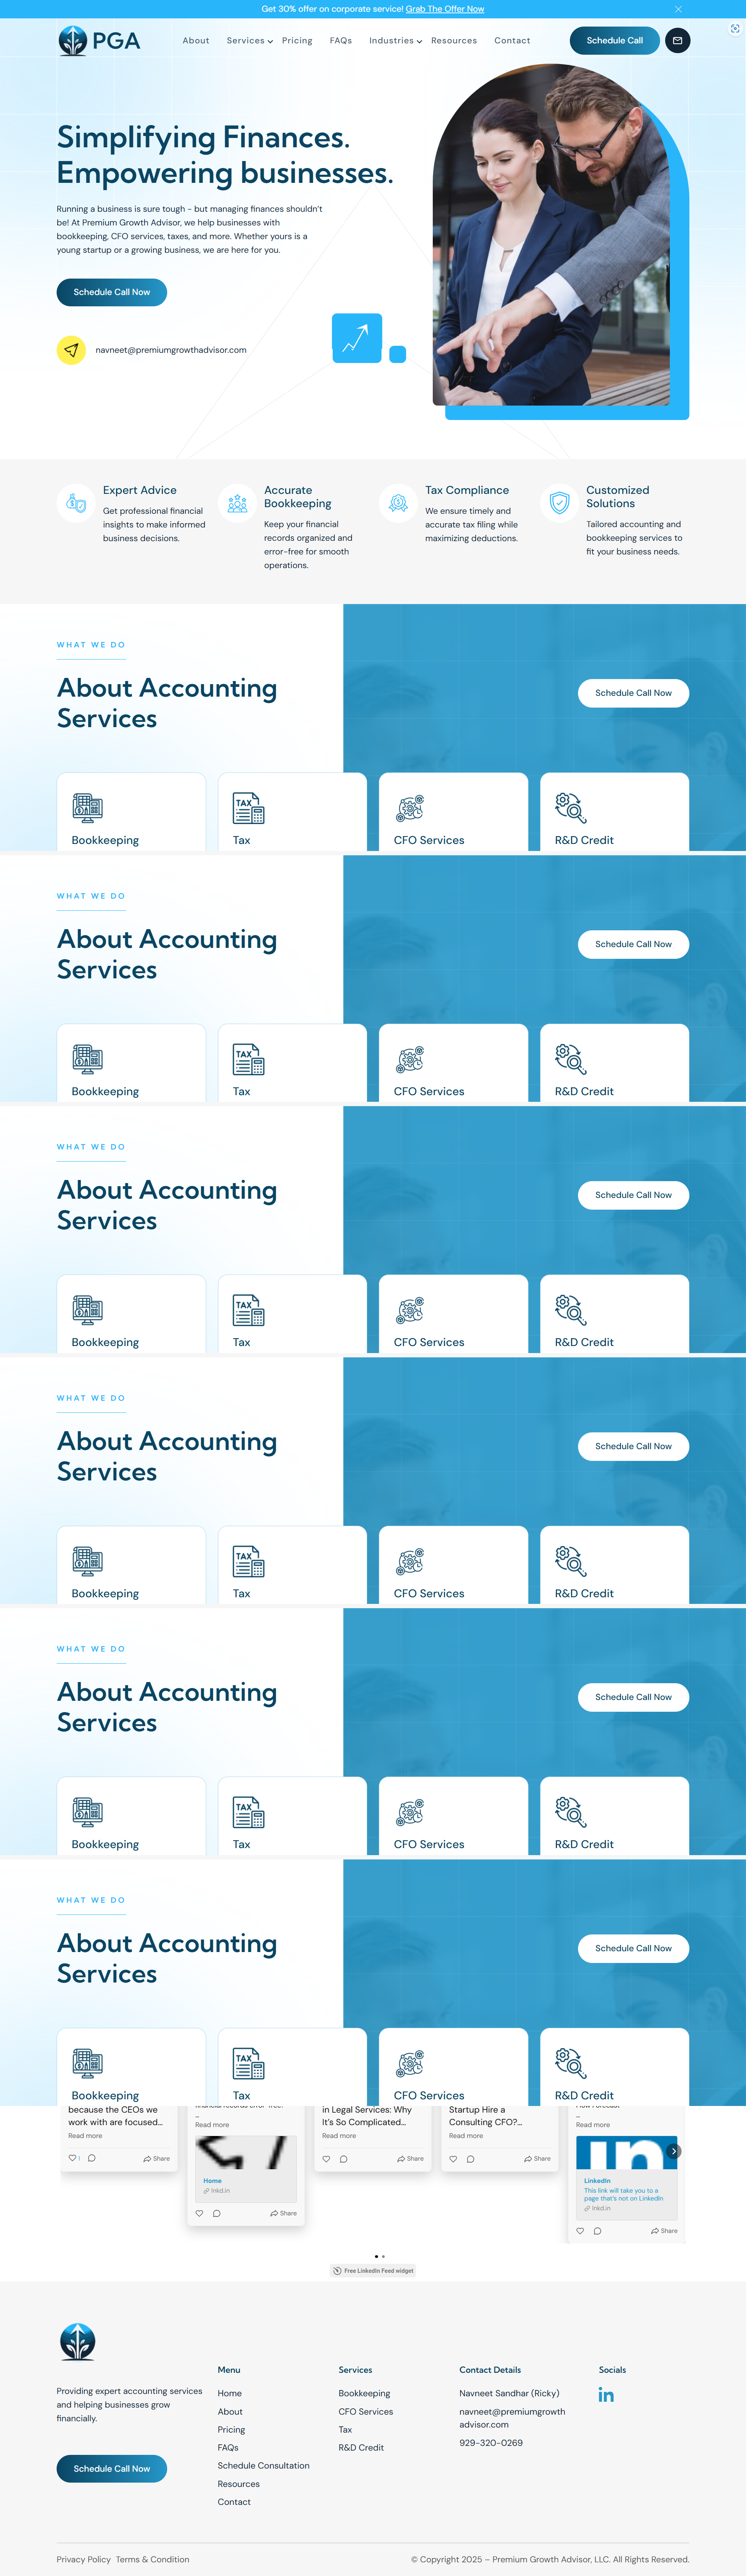 Get 30% offer on corporate service! Grab The Offer Now
PGA
About Services Pricing FAQs Industries Resources Contact
Schedule Call
Simplifying Finances.
Empowering businesses.
Running a business is sure tough - but managing finances shouldn't
be! At Premium Growth Advisor, we help businesses with
bookkeeping, CFO services, taxes, and more. Whether yours is a
young startup or a growing business, we are here for you.
Schedule Call Now
navneet@premiumgrowthadvisor.com
Expert Advice
Get professional financial
insights to make informed
business decisions.
Accurate
Bookkeeping
Keep your financial
records organized and
error-free for smooth
operations.
Tax Compliance
We ensure timely and
accurate tax filing while
maximizing deductions.
Customized
Solutions
Tailored accounting and
bookkeeping services to
fit your business needs.
WHAT WE DO
About Accounting
Services
Schedule Call Now
TAX
Bookkeeping
Tax
CFO Services
R&D Credit
WHAT WE DO
About Accounting
Services
Schedule Call Now
TAX
Bookkeeping
Tax
CFO Services
R&D Credit
WHAT WE DO
About Accounting
Services
Schedule Call Now
TAX
Bookkeeping
Tax
CFO Services
R&D Credit
WHAT WE DO
About Accounting
Services
Schedule Call Now
TAX
Bookkeeping
Tax
CFO Services
R&D Credit
WHAT WE DO
About Accounting
Services
Schedule Call Now
TAX
Bookkeeping
Tax
CFO Services
R&D Credit
WHAT WE DO
About Accounting
Services
Schedule Call Now
TAX
Bookkeeping
Tax
CFO Services
R&D Credit
because the CEOs we
work with are focused...
Read more
1
Share
Read more
Home
lnkd.in
Share
in Legal Services: Why
It's So Complicated...
Read more
Share
Startup Hire a
Consulting CFO?...
Read more
Share
Read more
in
LinkedIn
This link will take you to a
page that's not on LinkedIn
lnkd.in
Share
Free LinkedIn Feed widget
Providing expert accounting services
and helping businesses grow
financially.
Schedule Call Now
Menu
Home
About
Pricing
FAQs
Schedule Consultation
Resources
Contact
Services
Bookkeeping
CFO Services
Tax
R&D Credit
Contact Details
Navneet Sandhar (Ricky)
navneet@premiumgrowth
advisor.com
929-320-0269
Socials
in
Privacy Policy Terms & Condition
© Copyright 2025 – Premium Growth Advisor, LLC. All Rights Reserved.